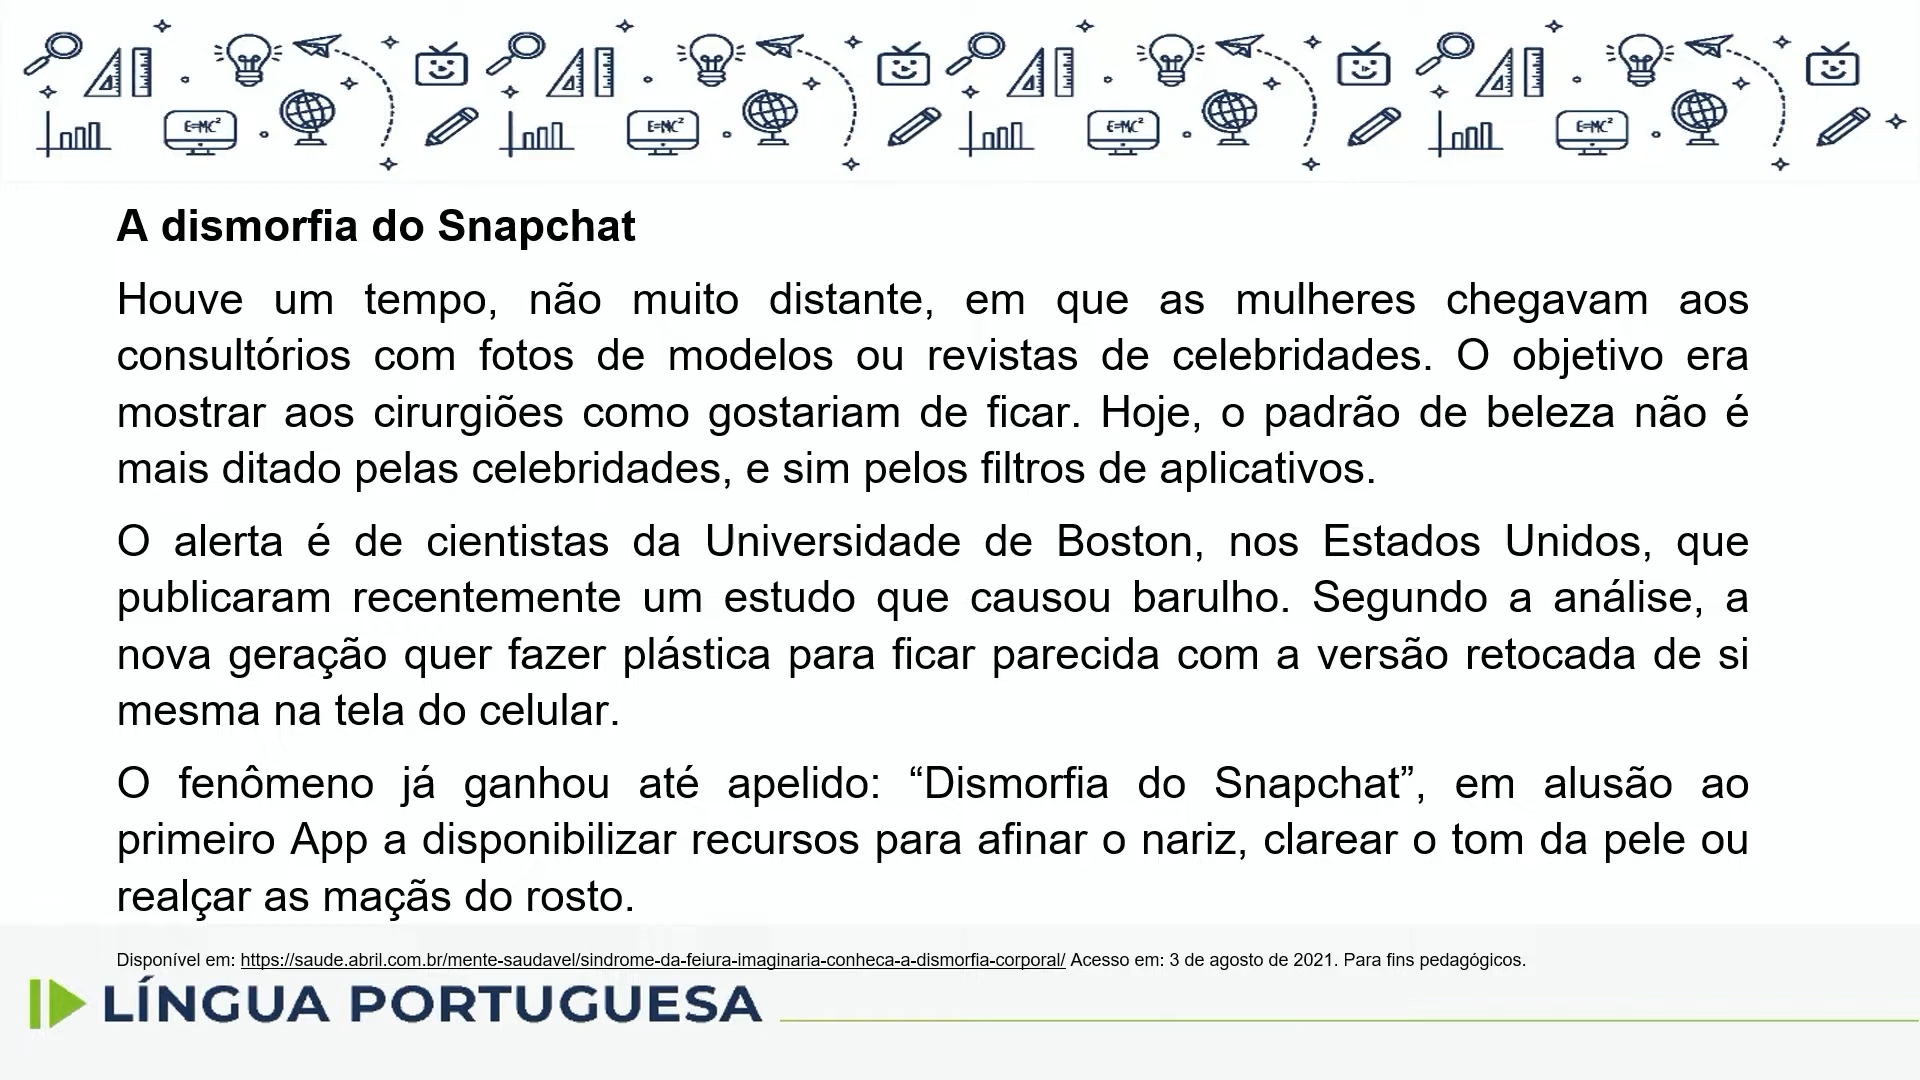 E=MC²
E=MC²
E=MC²
E=MC²
A dismorfia do Snapchat
Houve um tempo, não muito distante, em que as mulheres chegavam aos
consultórios com fotos de modelos ou revistas de celebridades. O objetivo era
mostrar aos cirurgiões como gostariam de ficar. Hoje, o padrão de beleza não é
mais ditado pelas celebridades, e sim pelos filtros de aplicativos.
O alerta é de cientistas da Universidade de Boston, nos Estados Unidos, que
publicaram recentemente um estudo que causou barulho. Segundo a análise, a
nova geração quer fazer plástica para ficar parecida com a versão retocada de si
mesma na tela do celular.
O fenômeno já ganhou até apelido: “Dismorfia do Snapchat”, em alusão ao
primeiro App a disponibilizar recursos para afinar o nariz, clarear o tom da pele ou
realçar as maçãs do rosto.
Disponível em: https://saude.abril.com.br/mente-saudavel/sindrome-da-feiura-imaginaria-conheca-a-dismorfia-corporal/ Acesso em: 3 de agosto de 2021. Para fins pedagógicos.
LÍNGUA PORTUGUESA